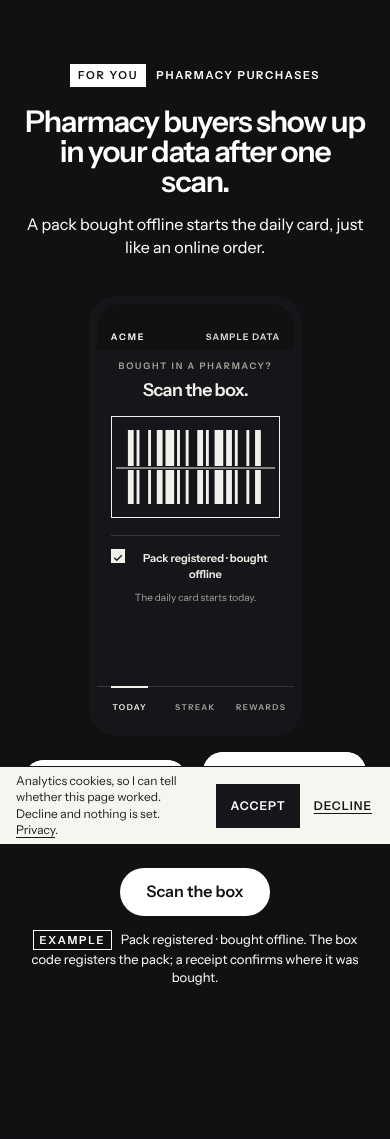 FOR YOU PHARMACY PURCHASES
Pharmacy buyers show up
in your data after one
scan.
A pack bought offline starts the daily card, just
like an online order.
ACME SAMPLE DATA
BOUGHT IN A PHARMACY?
Scan the box.
Pack registered · bought
offline
The daily card starts today.
TODAY STREAK REWARDS
Analytics cookies, so I can tell
whether this page worked.
Decline and nothing is set.
Privacy.
ACCEPT DECLINE
Scan the box
EXAMPLE Pack registered · bought offline. The box
code registers the pack; a receipt confirms where it was
bought.